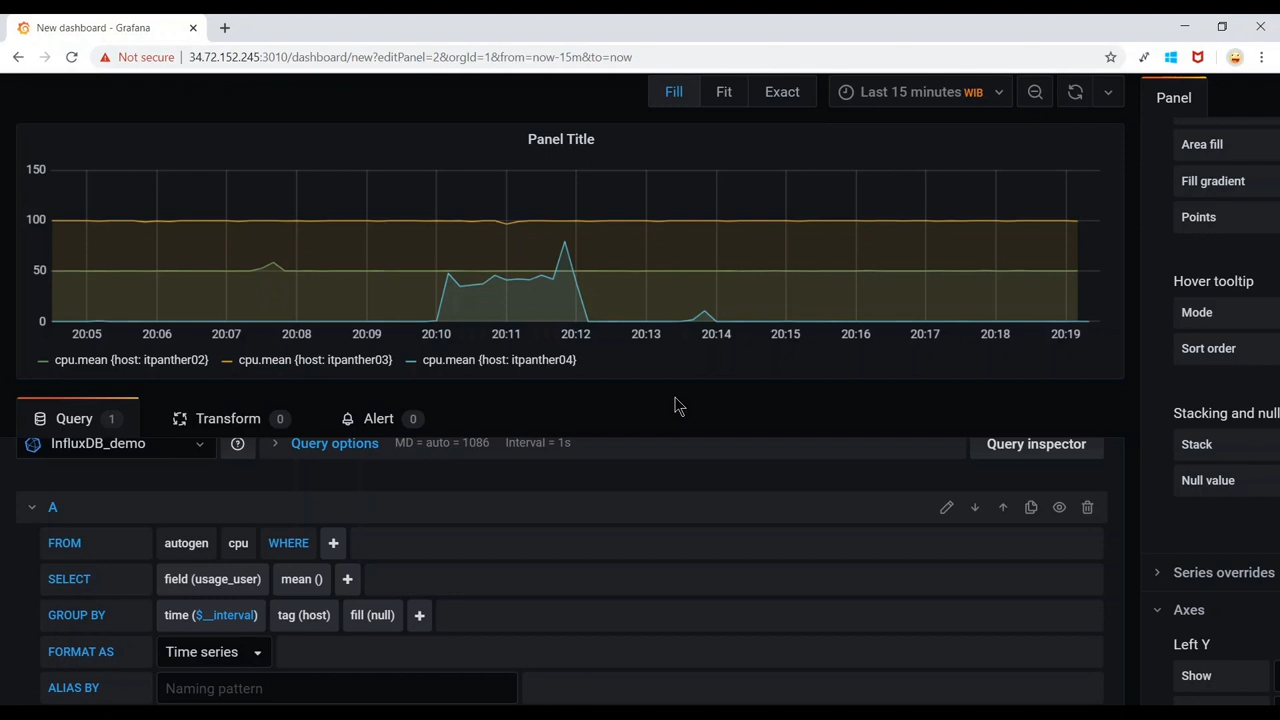 New dashboard - Grafana
Not secure 34.72.152.245:3010/dashboard/new?editPanel=2&orgId=1&from=now-15m&to=now
Fill Fit Exact Last 15 minutes WIB
Panel
Panel Title
150
100
50
0
20:05 20:06 20:07 20:08 20:09 20:10 20:11 20:12 20:13 20:14 20:15 20:16 20:17 20:18 20:19
cpu.mean {host: itpanther02} cpu.mean {host: itpanther03} cpu.mean {host: itpanther04}
Query 1 Transform 0 Alert 0
InfluxDB_demo Query options MD = auto = 1086 Interval = 1s Query inspector
A
FROM autogen cpu WHERE +
SELECT field (usage_user) mean () +
GROUP BY time ($__interval) tag (host) fill (null) +
FORMAT AS Time series
ALIAS BY Naming pattern
Area fill
Fill gradient
Points
Hover tooltip
Mode
Sort order
Stacking and null
Stack
Null value
Series overrides
Axes
Left Y
Show